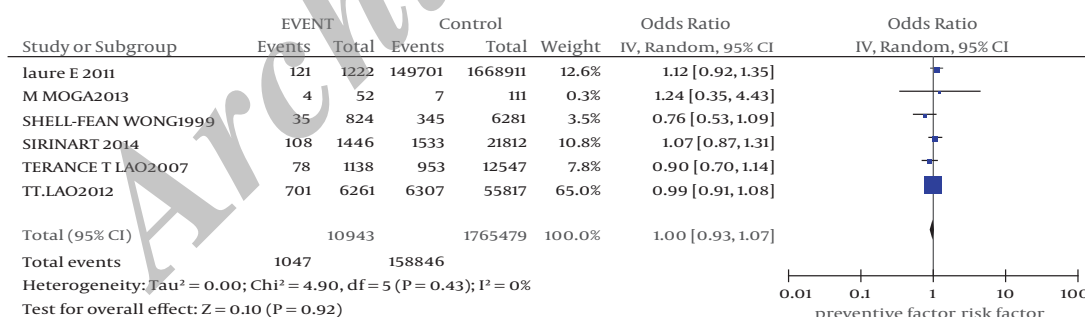 EVENT Control Odds Ratio Odds Ratio
Study or Subgroup Events Total Events Total Weight IV, Random, 95% CI IV, Random, 95% CI
laure E 2011 121 1222 149701 1668911 12.6% 1.12 [0.92, 1.35]
M MOGA2013 4 52 7 111 0.3% 1.24 [0.35, 4.43]
SHELL-FEAN WONG1999 35 824 345 6281 3.5% 0.76 [0.53, 1.09]
SIRINART 2014 108 1446 1533 21812 10.8% 1.07 [0.87, 1.31]
TERANCE T LAO2007 78 1138 953 12547 7.8% 0.90 [0.70, 1.14]
TT.LAO2012 701 6261 6307 55817 65.0% 0.99 [0.91, 1.08]
Total (95% CI) 10943 1765479 100.0% 1.00 [0.93, 1.07]
Total events 1047 158846
Heterogeneity: Tau² = 0.00; Chi² = 4.90, df = 5 (P = 0.43); I² = 0%
Test for overall effect: Z = 0.10 (P = 0.92)
0.01 0.1 1 10 100
preventive factor risk factor